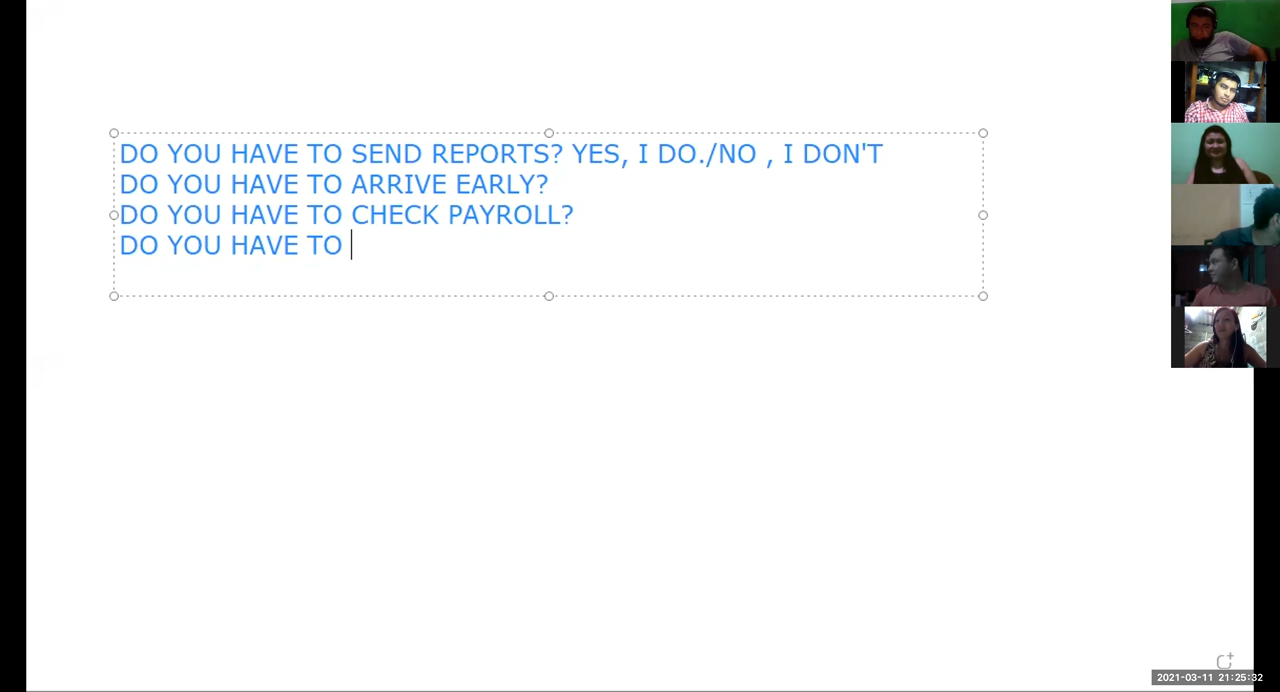 DO YOU HAVE TO SEND REPORTS? YES, I DO./NO , I DON'T
DO YOU HAVE TO ARRIVE EARLY?
DO YOU HAVE TO CHECK PAYROLL?
DO YOU HAVE TO
2021-03-11 21:25:32